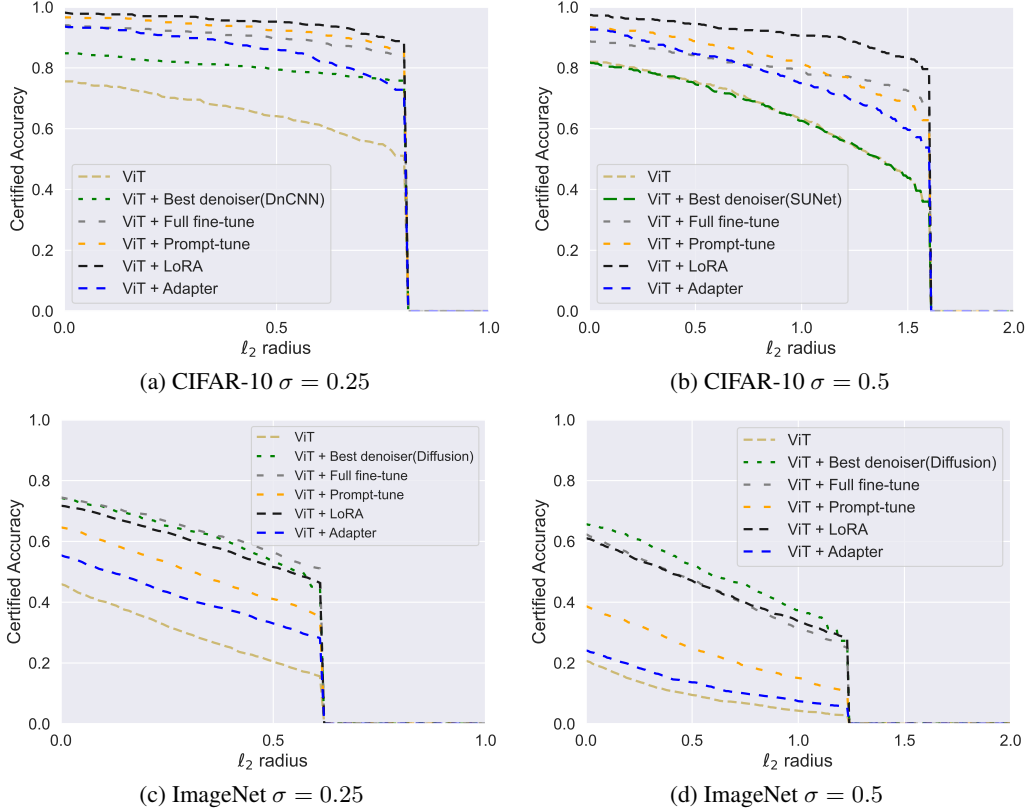 1.0
0.8
0.6
0.4
0.2
0.0
Certified Accuracy
ViT
ViT + Best denoiser(DnCNN)
ViT + Full fine-tune
ViT + Prompt-tune
ViT + LoRA
ViT + Adapter
0.0 0.5 1.0
ℓ₂ radius
(a) CIFAR-10 σ = 0.25
1.0
0.8
0.6
0.4
0.2
0.0
Certified Accuracy
ViT
ViT + Best denoiser(SUNet)
ViT + Full fine-tune
ViT + Prompt-tune
ViT + LoRA
ViT + Adapter
0.0 0.5 1.0 1.5 2.0
ℓ₂ radius
(b) CIFAR-10 σ = 0.5
1.0
0.8
0.6
0.4
0.2
0.0
Certified Accuracy
ViT
ViT + Best denoiser(Diffusion)
ViT + Full fine-tune
ViT + Prompt-tune
ViT + LoRA
ViT + Adapter
0.0 0.5 1.0
ℓ₂ radius
(c) ImageNet σ = 0.25
1.0
0.8
0.6
0.4
0.2
0.0
Certified Accuracy
ViT
ViT + Best denoiser(Diffusion)
ViT + Full fine-tune
ViT + Prompt-tune
ViT + LoRA
ViT + Adapter
0.0 0.5 1.0 1.5 2.0
ℓ₂ radius
(d) ImageNet σ = 0.5